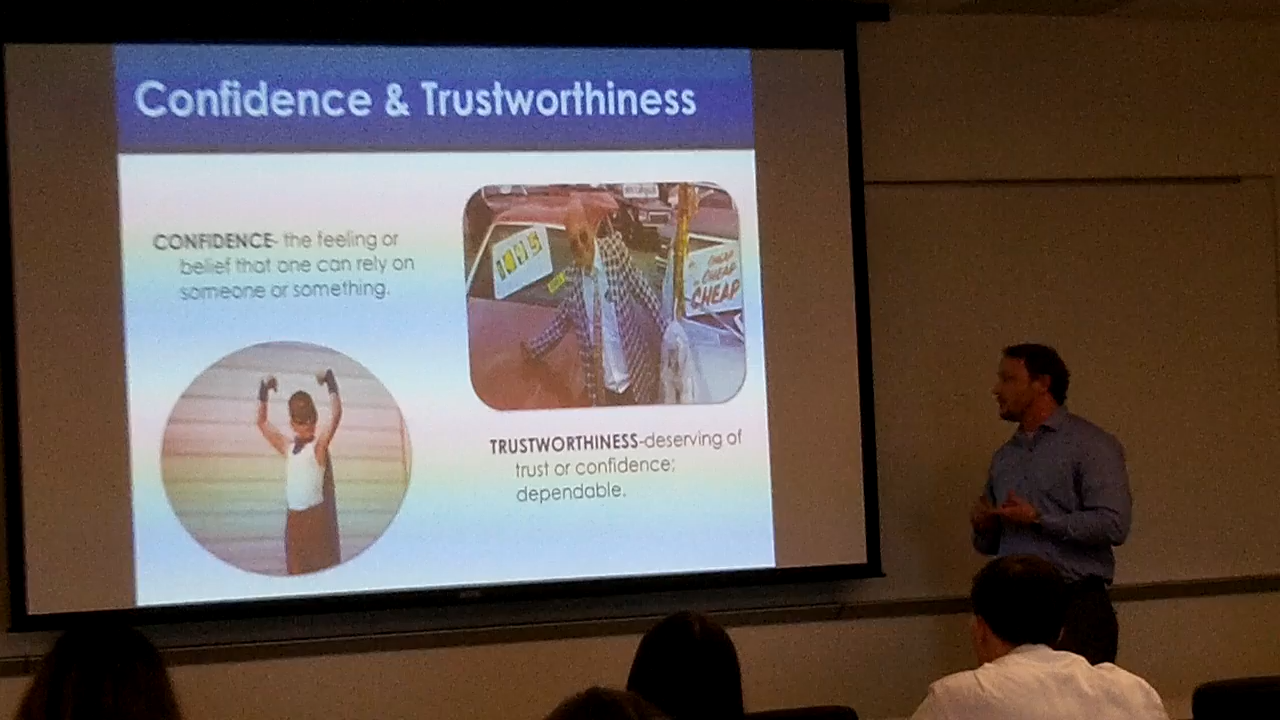 Confidence & Trustworthiness
CONFIDENCE- the feeling or
belief that one can rely on
someone or something.
1995
CHEAP
CHEAP
CHEAP
TRUSTWORTHINESS-deserving of
trust or confidence;
dependable.